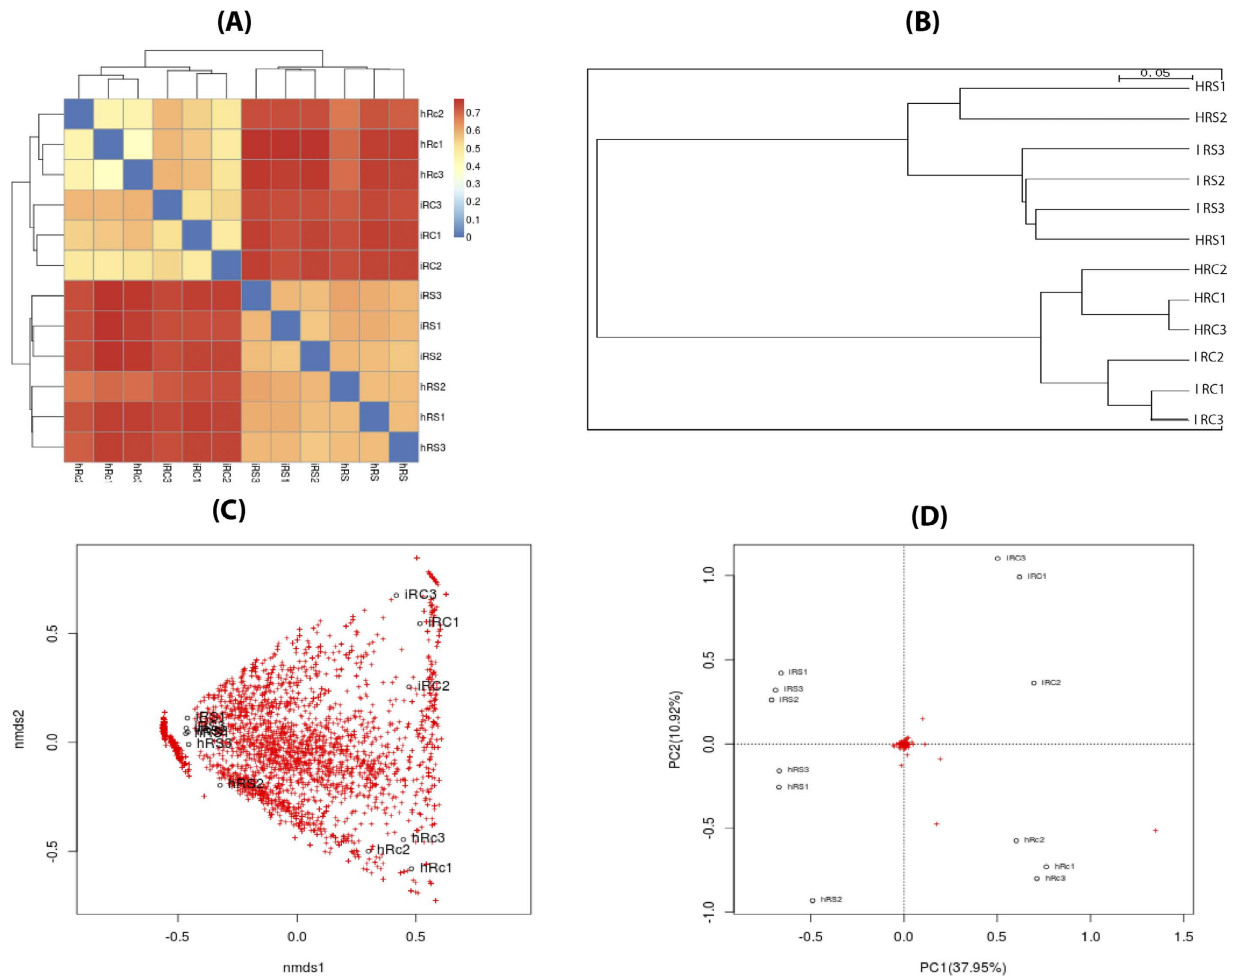 (A)
hRc2
hRc1
hRc3
iRC3
iRC1
iRC2
iRS3
iRS1
iRS2
hRS2
hRS1
hRS3
0.7
0.6
0.5
0.4
0.3
0.2
0.1
0
hRc1
iRC3
iRC1
iRC2
iRS3
iRS1
iRS2
hRS
hRS
hRS
(B)
0.05
HRS1
HRS2
I RS3
I RS2
I RS3
HRS1
HRC2
HRC1
HRC3
I RC2
I RC1
I RC3
(C)
nmds2
0.5
0.0
-0.5
iRC3
iRC1
iRC2
iRS1
hRS3
hRS2
hRc3
hRc2
hRc1
-0.5 0.0 0.5
nmds1
(D)
PC2(10.92%)
1.0
0.5
0.0
-0.5
-1.0
iRC3
iRC1
iRS1
iRS3
iRS2
iRC2
hRS3
hRS1
hRc2
hRc1
hRc3
hRS2
-0.5 0.0 0.5 1.0 1.5
PC1(37.95%)